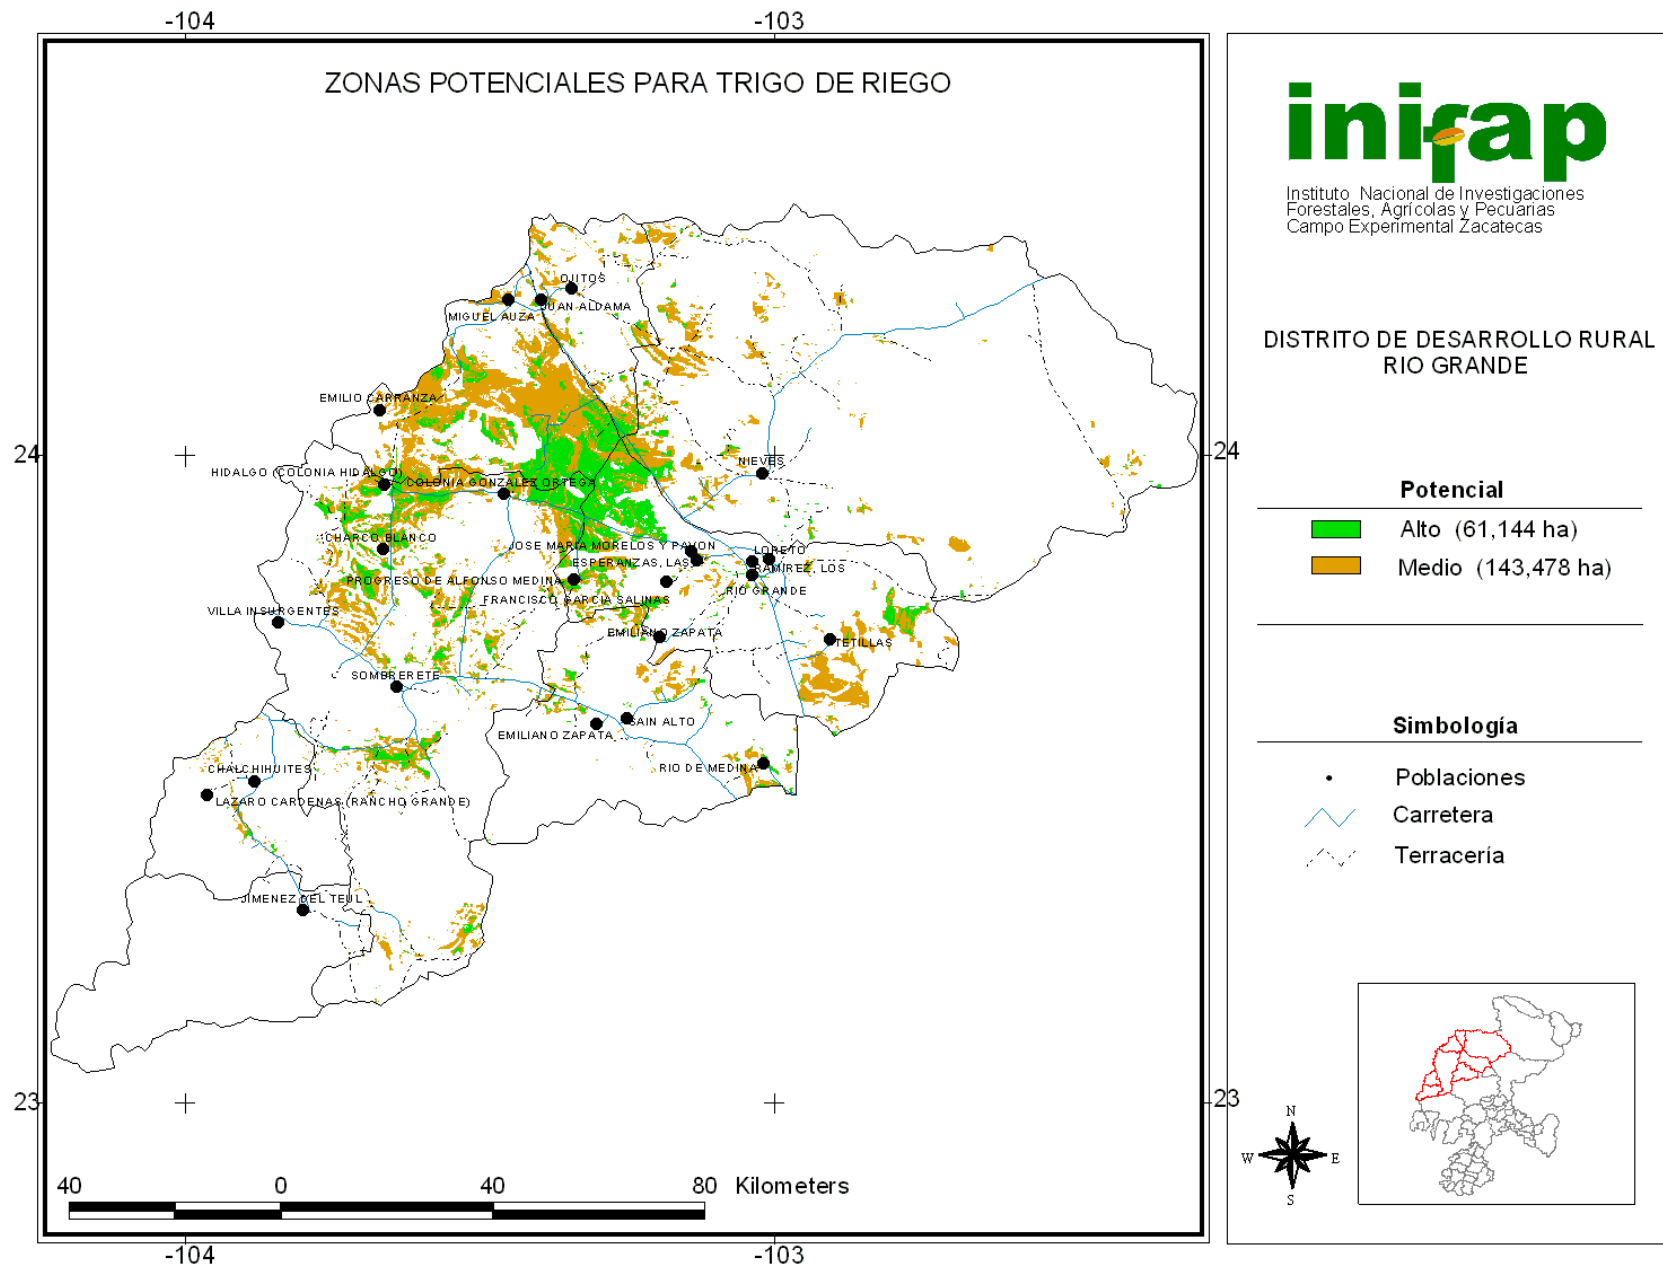 -104
-103
ZONAS POTENCIALES PARA TRIGO DE RIEGO
OJITOS
JUAN ALDAMA
MIGUEL AUZA
EMILIO CARRANZA
24
24
NIEVES
HIDALGO (COLONIA HIDALGO)
COLONIA GONZALEZ ORTEGA
CHARCO BLANCO
JOSE MARIA MORELOS Y PAVON
LORETO
ESPERANZAS, LAS
RAMIREZ, LOS
PROGRESO DE ALFONSO MEDINA
RIO GRANDE
FRANCISCO GARCIA SALINAS
VILLA INSURGENTES
EMILIANO ZAPATA
TETILLAS
SOMBRERETE
SAIN ALTO
EMILIANO ZAPATA
RIO DE MEDINA
CHALCHIHUITES
LAZARO CARDENAS (RANCHO GRANDE)
JIMENEZ DEL TEUL
23
23
40 0 40 80 Kilometers
-104
-103
inifap
Instituto Nacional de Investigaciones
Forestales, Agrícolas y Pecuarias
Campo Experimental Zacatecas
DISTRITO DE DESARROLLO RURAL
RIO GRANDE
Potencial
Alto (61,144 ha)
Medio (143,478 ha)
Simbología
Poblaciones
Carretera
Terracería
N
W E
S